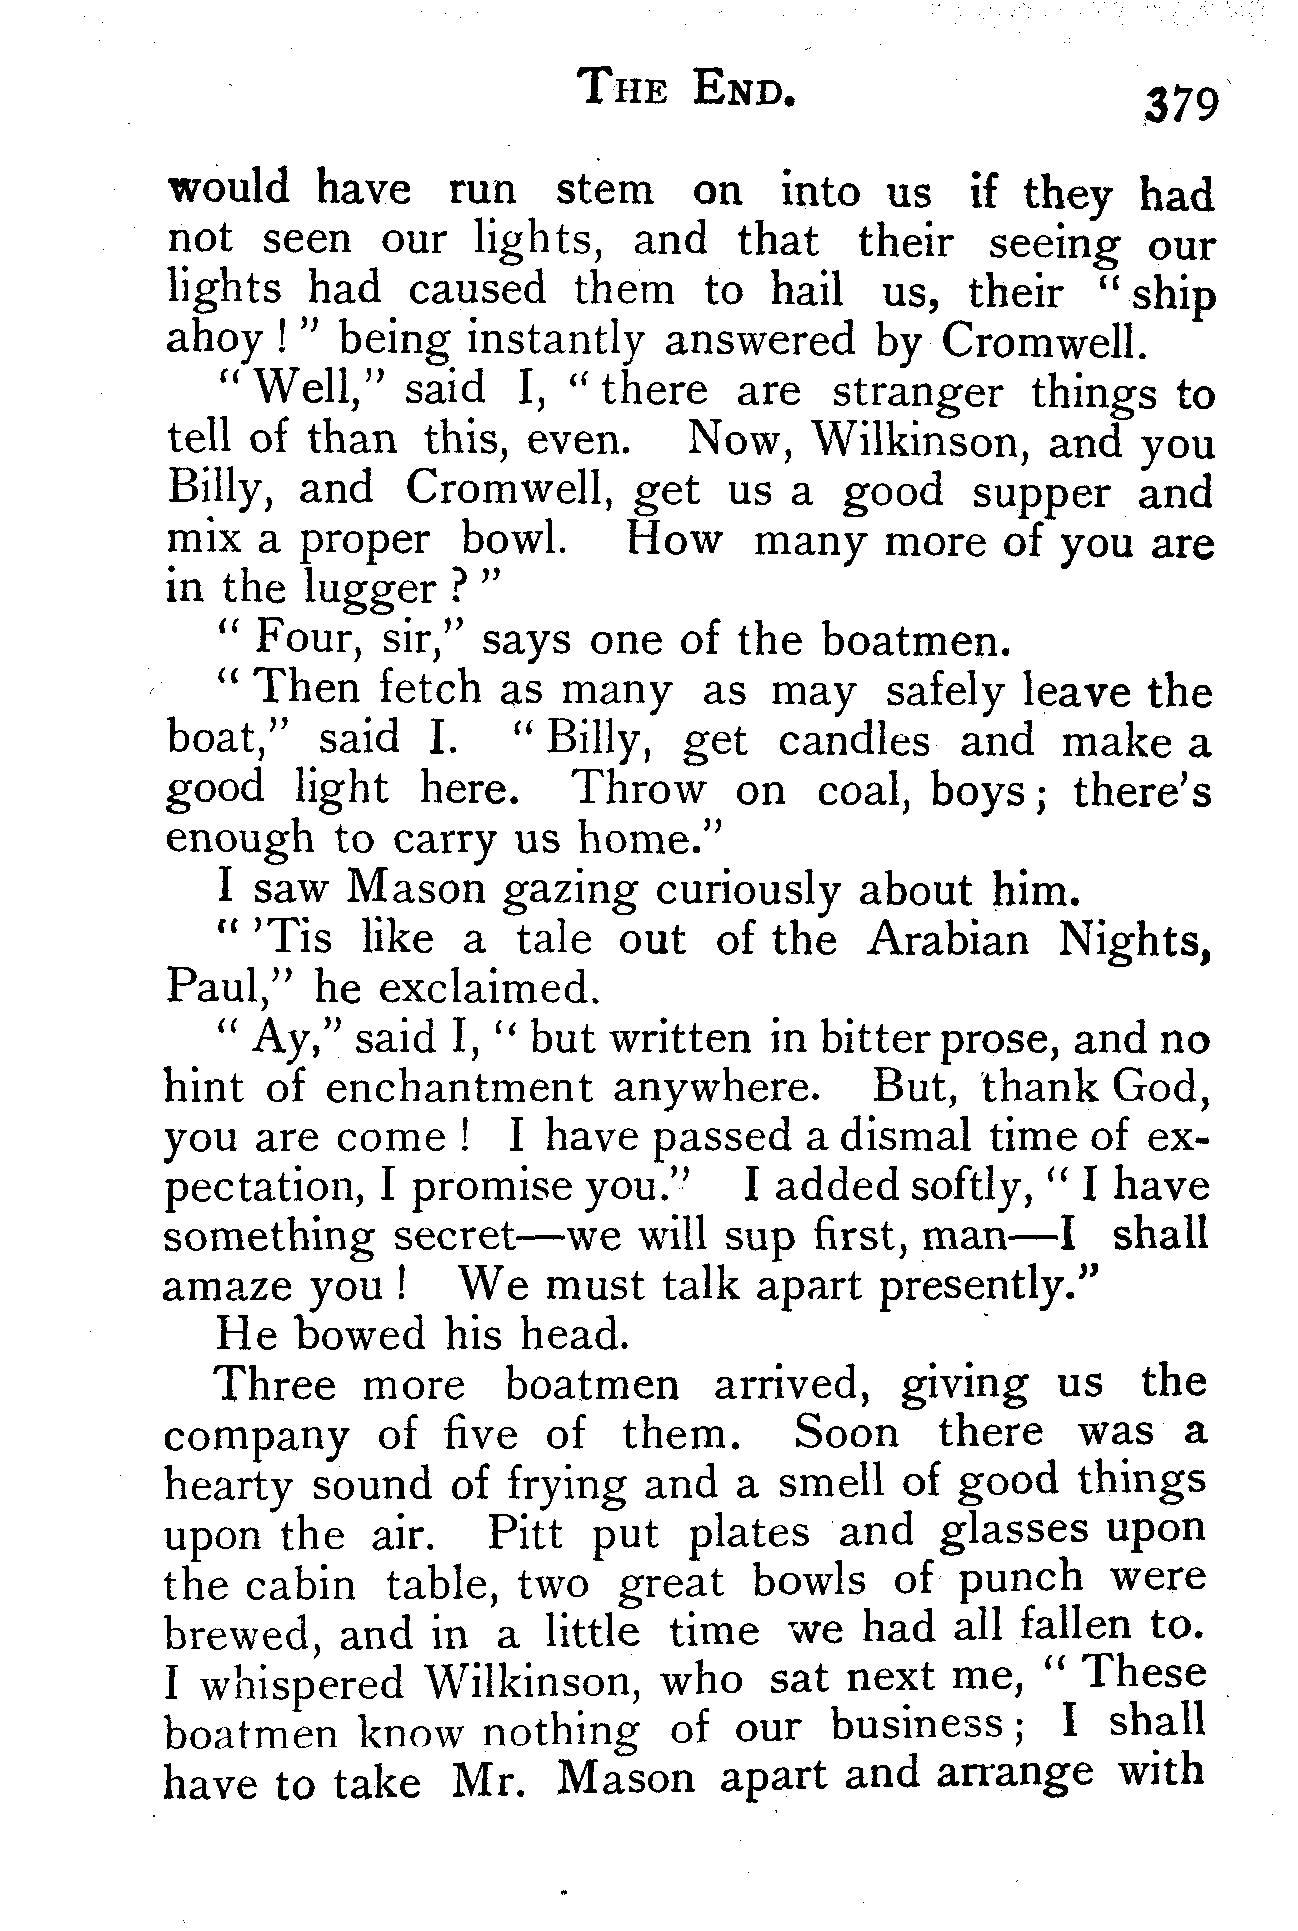 THE END.
379
would have run stem on into us if they had
not seen our lights, and that their seeing our
lights had caused them to hail us, their “ ship
ahoy ! ” being instantly answered by Cromwell.
“ Well,” said I, “ there are stranger things to
tell of than this, even. Now, Wilkinson, and you
Billy, and Cromwell, get us a good supper and
mix a proper bowl. How many more of you are
in the lugger ? ”
“ Four, sir,” says one of the boatmen.
“ Then fetch as many as may safely leave the
boat,” said I. “ Billy, get candles and make a
good light here. Throw on coal, boys ; there's
enough to carry us home.”
I saw Mason gazing curiously about him.
“ ’Tis like a tale out of the Arabian Nights,
Paul,” he exclaimed.
“ Ay,” said I, “ but written in bitter prose, and no
hint of enchantment anywhere. But, thank God,
you are come ! I have passed a dismal time of ex-
pectation, I promise you.” I added softly, “ I have
something secret—we will sup first, man—I shall
amaze you ! We must talk apart presently.”
He bowed his head.
Three more boatmen arrived, giving us the
company of five of them. Soon there was a
hearty sound of frying and a smell of good things
upon the air. Pitt put plates and glasses upon
the cabin table, two great bowls of punch were
brewed, and in a little time we had all fallen to.
I whispered Wilkinson, who sat next me, “ These
boatmen know nothing of our business ; I shall
have to take Mr. Mason apart and arrange with